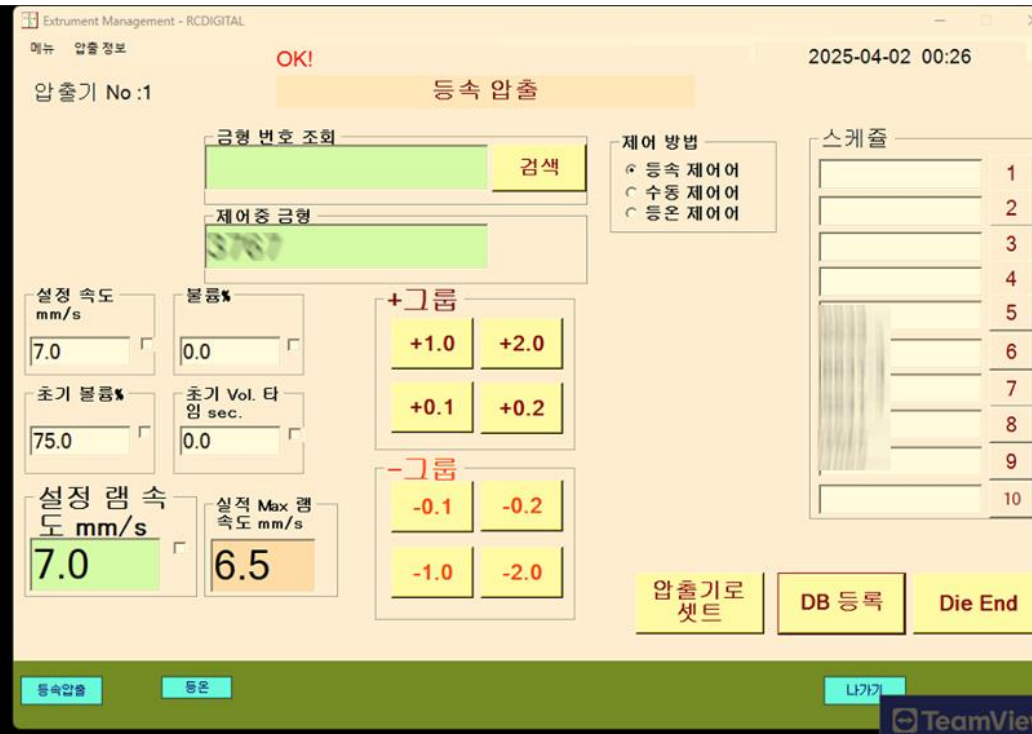 Extrument Management - RCDIGITAL
메뉴 압출 정보
OK!
2025-04-02 00:26
압출기 No :1
등속 압출
금형 번호 조회
검색
제어중 금형
3767
제어 방법
등속 제어어
수동 제어어
등온 제어어
스케쥴
1
2
3
4
5
6
7
8
9
10
설정 속도
mm/s
7.0
볼륨%
0.0
초기 볼륨%
75.0
초기 Vol. 타
임 sec.
0.0
설정 램 속
도 mm/s
7.0
실적 Max 램
속도 mm/s
6.5
+그룹
+1.0 +2.0
+0.1 +0.2
-그룹
-0.1 -0.2
-1.0 -2.0
압출기로
셋트
DB 등록
Die End
등속압출
등온
나가기